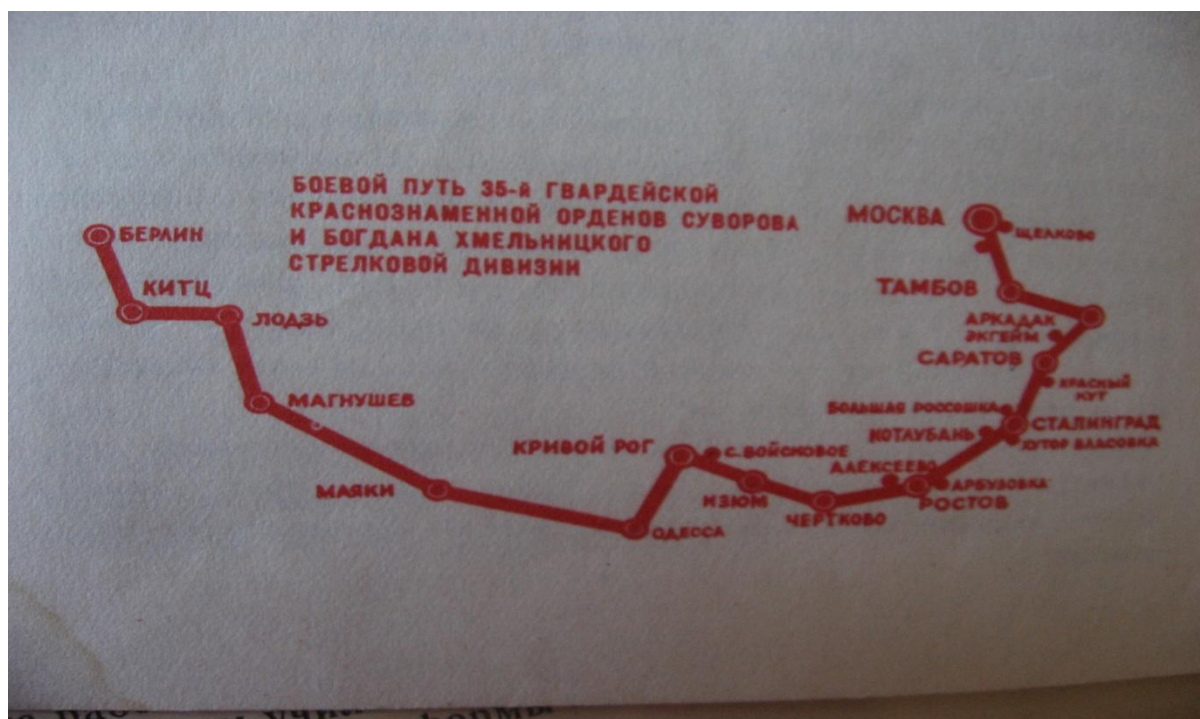 БОЕВОЙ ПУТЬ 35-й ГВАРДЕЙСКОЙ
КРАСНОЗНАМЕННОЙ ОРДЕНОВ СУВОРОВА
И БОГДАНА ХМЕЛЬНИЦКОГО
СТРЕЛКОВОЙ ДИВИЗИИ
МОСКВА
ЩЕЛКОВО
БЕРЛИН
КИТЦ
ТАМБОВ
ЛОДЗЬ
АРКАДАК
ЭКГЕЙМ
САРАТОВ
КРАСНЫЙ
КУТ
МАГНУШЕВ
БОЛЬШАЯ РОССОШКА
СТАЛИНГРАД
КОТЛУБАНЬ
ХУТОР ВЛАСОВКА
КРИВОЙ РОГ
С. ВОЙСКОВОЕ
АЛЕКСЕЕВО
АРБУЗОВКА
МАЯКИ
ИЗЮМ
РОСТОВ
ЧЕРТКОВО
ОДЕССА